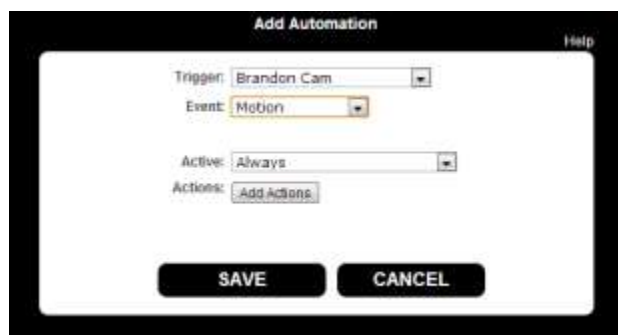 Add Automation
Help
Trigger: Brandon Cam
Event: Motion
Active: Always
Actions: Add Actions
SAVE CANCEL